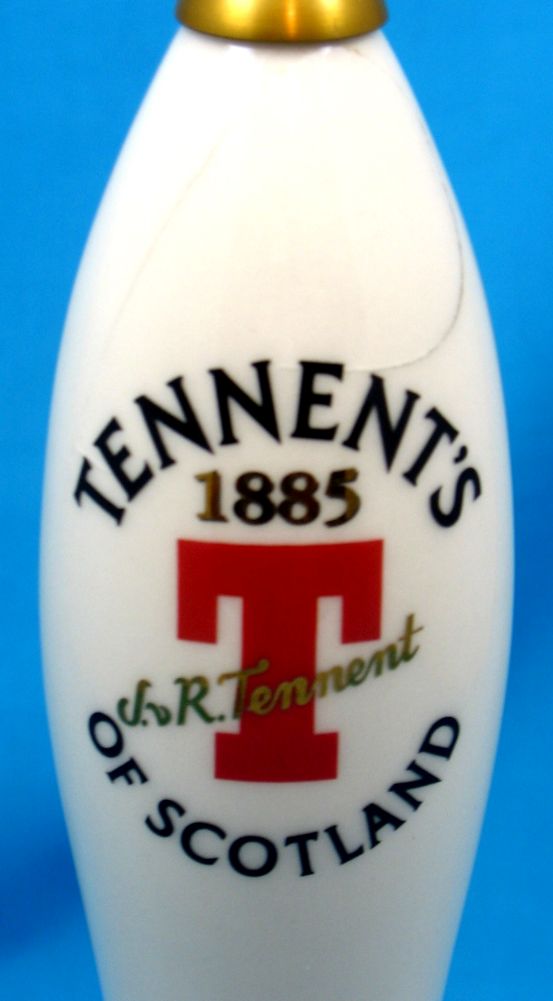 TENNENT'S
1885
T
J.&R.Tennent
OF SCOTLAND